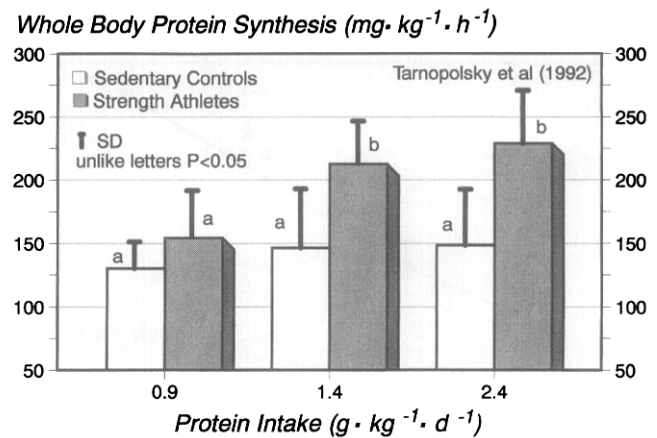 Whole Body Protein Synthesis (mg· kg⁻¹· h⁻¹)
300 300
Sedentary Controls Tarnopolsky et al (1992)
Strength Athletes
250 250
SD
unlike letters P<0.05
b b
200 200
a a a
150 150
a
100 100
50 50
0.9 1.4 2.4
Protein Intake (g· kg⁻¹· d⁻¹)